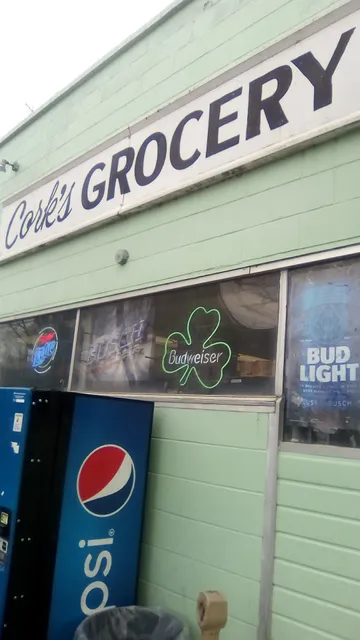 Cork's GROCERY
Budweiser
BUD
LIGHT
psi